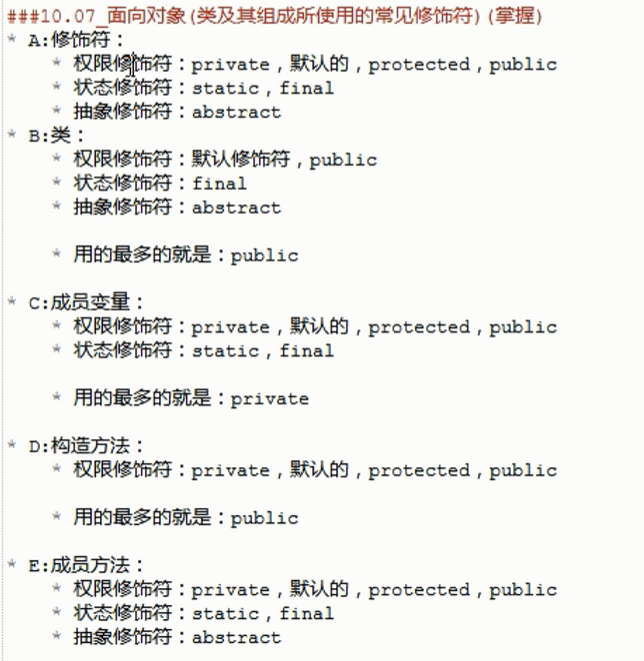 ###10.07_面向对象(类及其组成所使用的常见修饰符)(掌握)
* A:修饰符：
* 权限修饰符：private，默认的，protected，public
* 状态修饰符：static，final
* 抽象修饰符：abstract
* B:类：
* 权限修饰符：默认修饰符，public
* 状态修饰符：final
* 抽象修饰符：abstract
* 用的最多的就是：public
* C:成员变量：
* 权限修饰符：private，默认的，protected，public
* 状态修饰符：static，final
* 用的最多的就是：private
* D:构造方法：
* 权限修饰符：private，默认的，protected，public
* 用的最多的就是：public
* E:成员方法：
* 权限修饰符：private，默认的，protected，public
* 状态修饰符：static，final
* 抽象修饰符：abstract